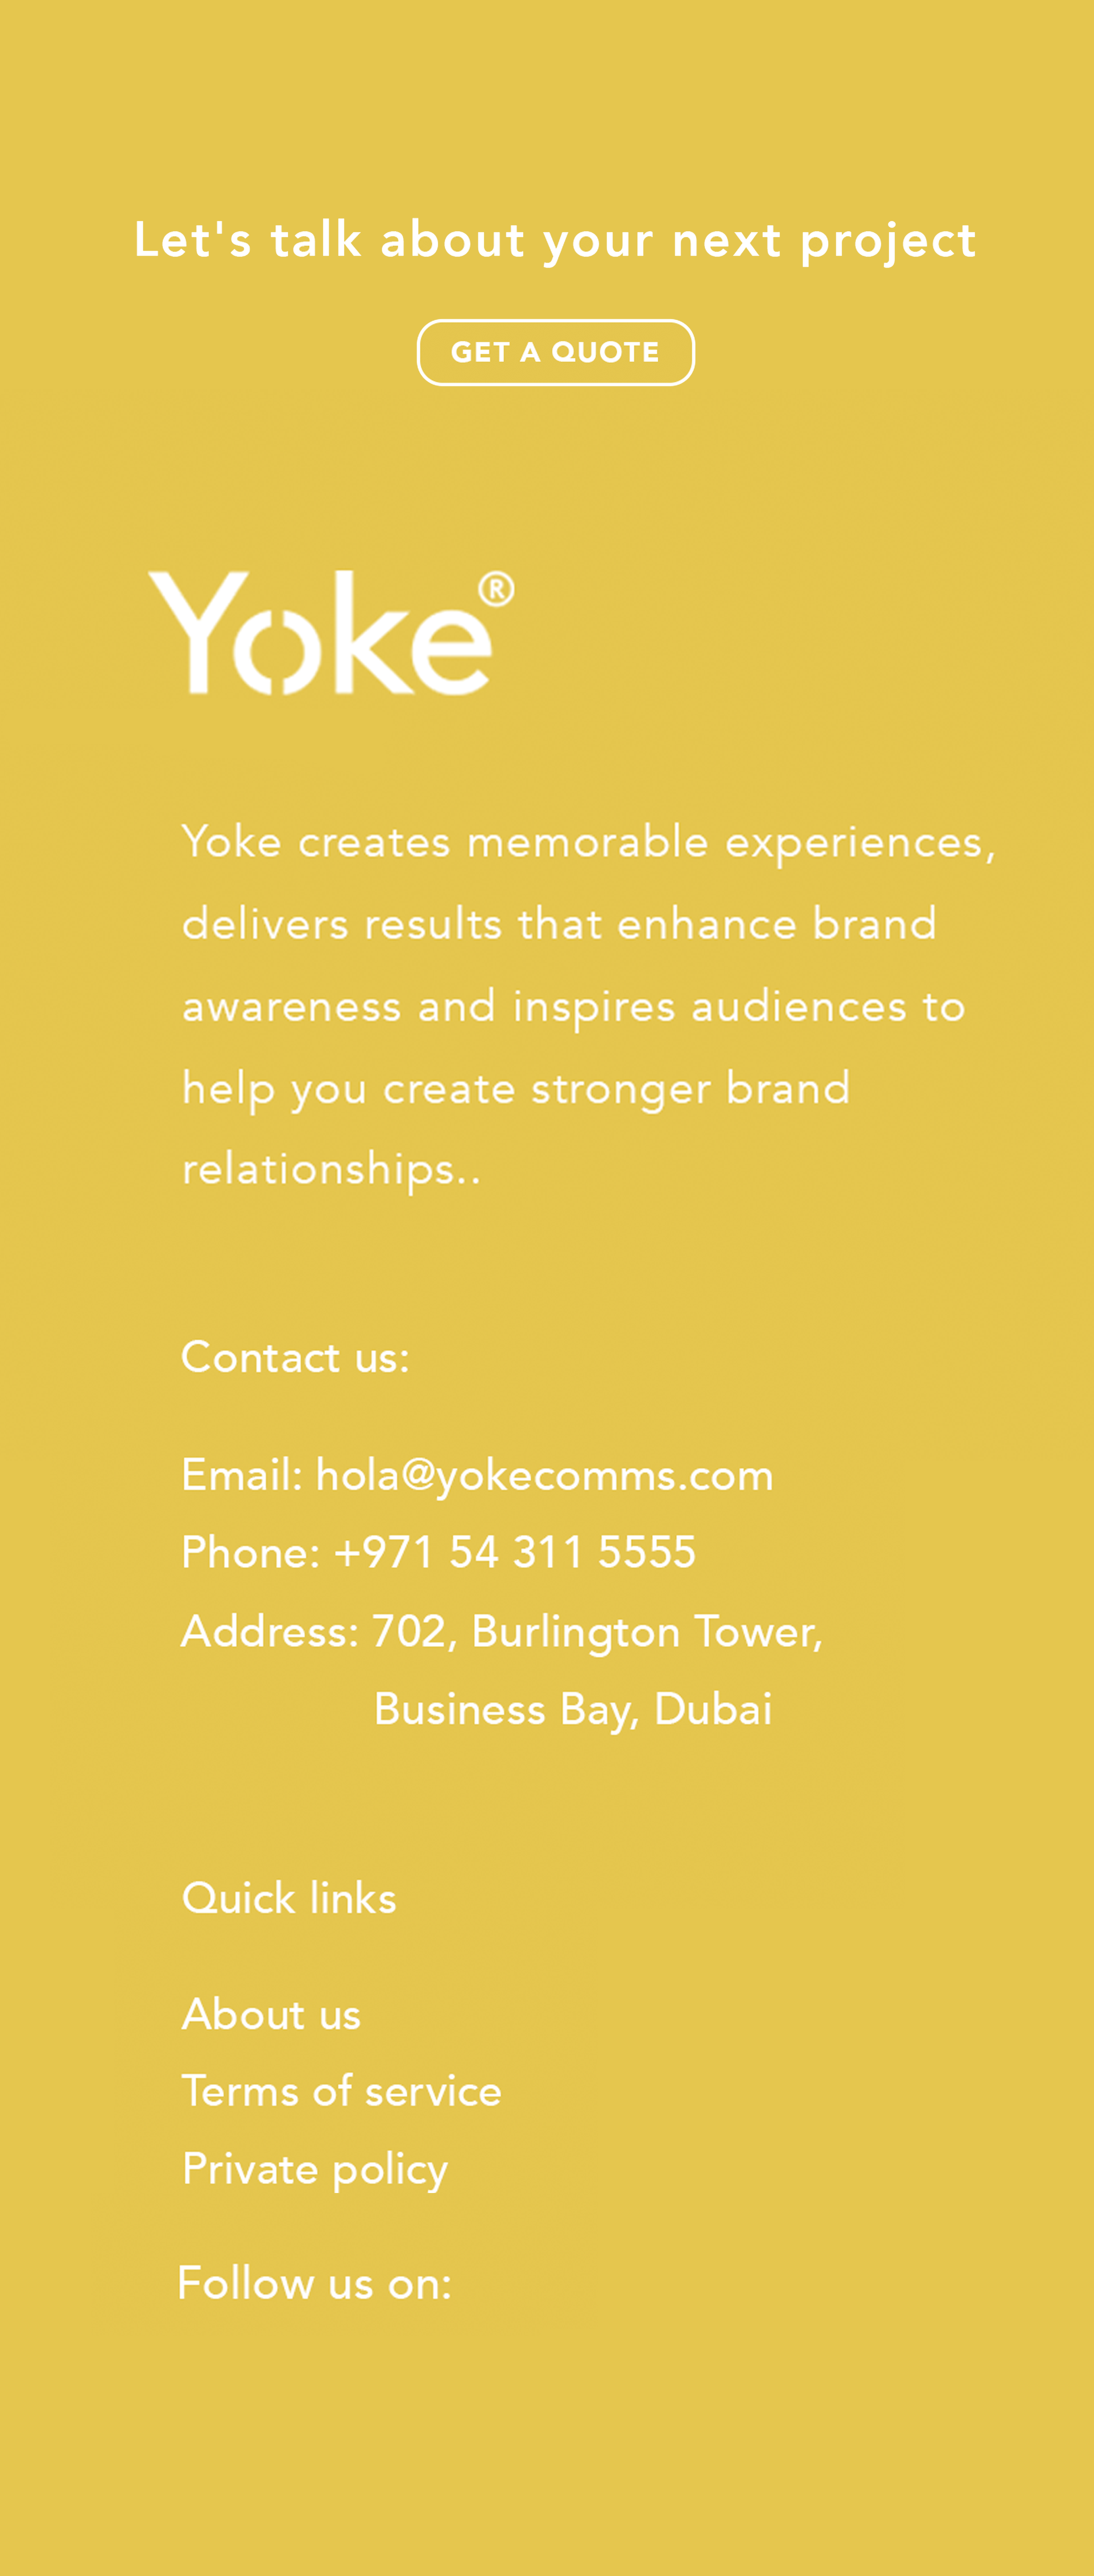 Let's talk about your next project
GET A QUOTE
Yoke®
Yoke creates memorable experiences,
delivers results that enhance brand
awareness and inspires audiences to
help you create stronger brand
relationships..
Contact us:
Email: hola@yokecomms.com
Phone: +971 54 311 5555
Address: 702, Burlington Tower,
Business Bay, Dubai
Quick links
About us
Terms of service
Private policy
Follow us on: